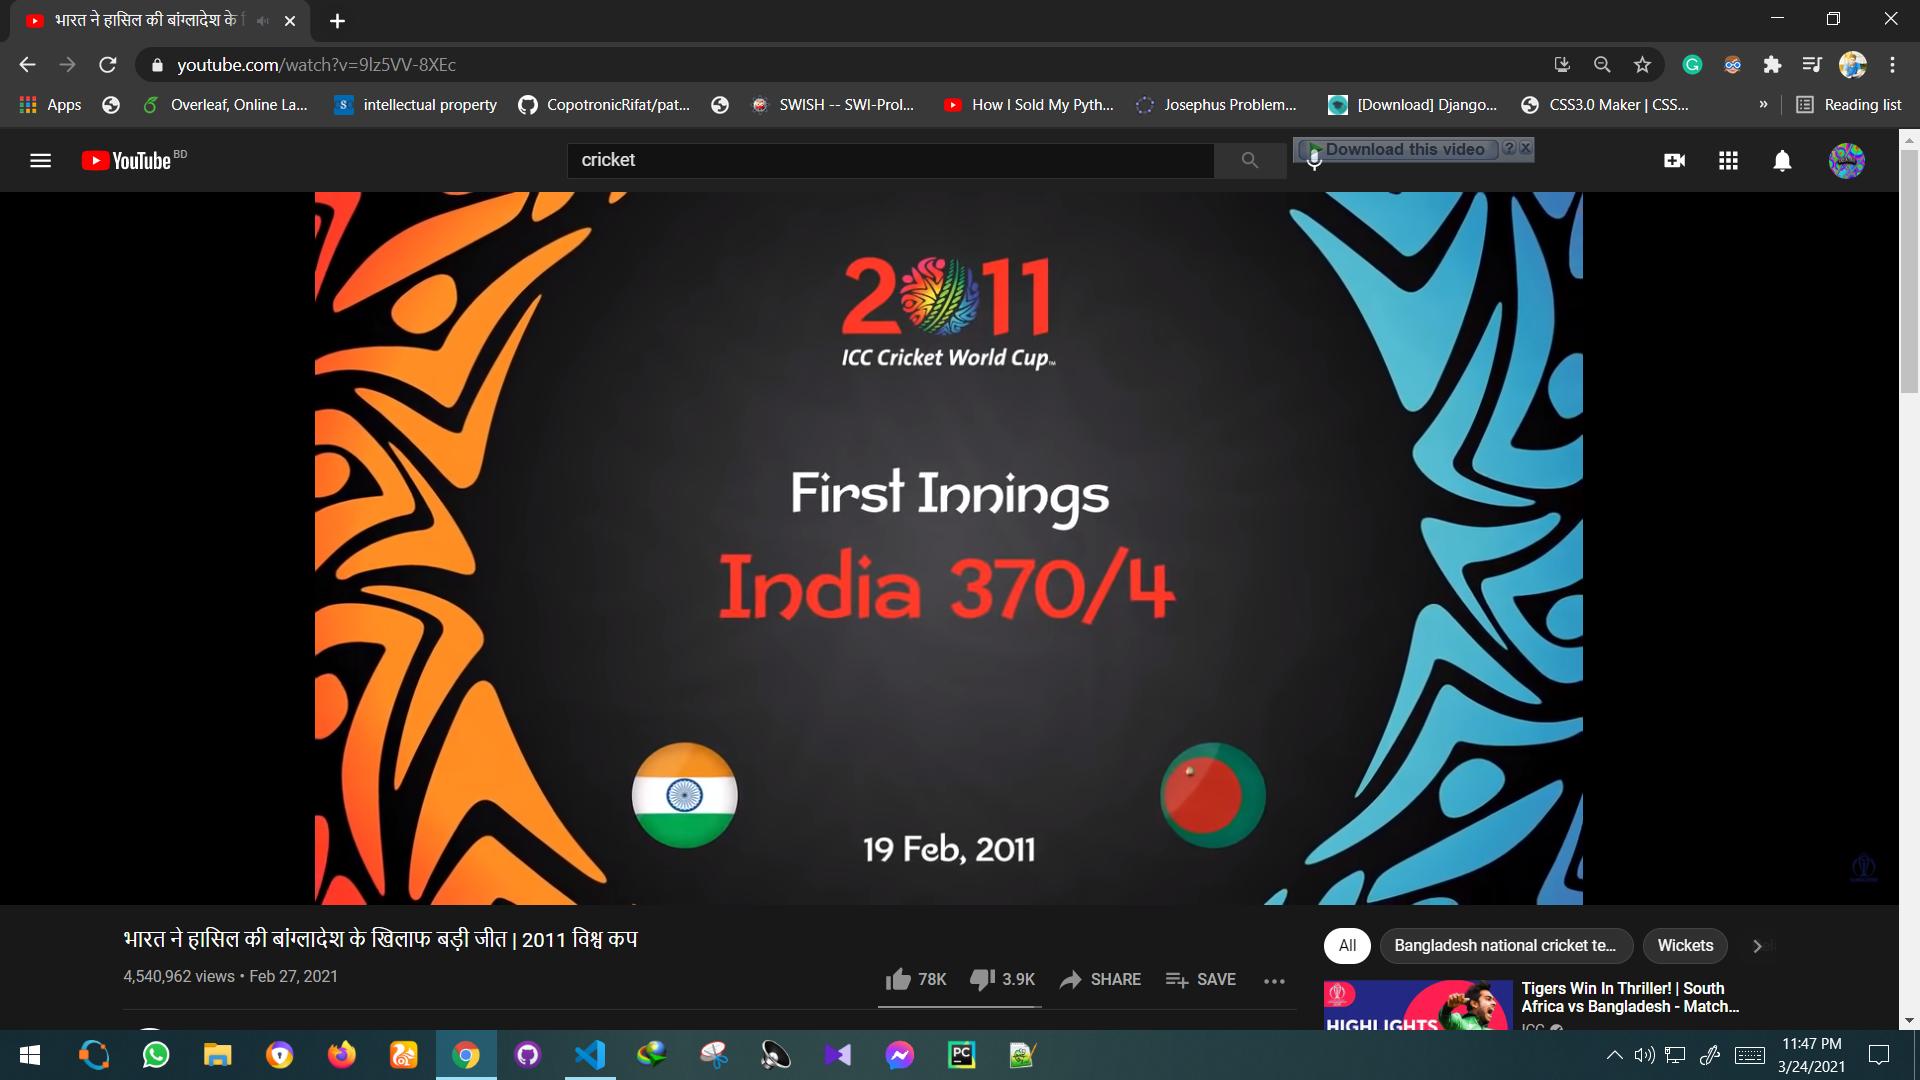 भारत ने हासिल की बांग्लादेश के
youtube.com/watch?v=9lz5VV-8XEc
Apps
Overleaf, Online La...
intellectual property
CopotronicRifat/pat...
SWISH -- SWI-Prol...
How I Sold My Pyth...
Josephus Problem...
[Download] Django...
CSS3.0 Maker | CSS...
»
Reading list
YouTube BD
cricket
Download this video ?
2011
ICC Cricket World Cup
First Innings
India 370/4
19 Feb, 2011
भारत ने हासिल की बांग्लादेश के खिलाफ बड़ी जीत | 2011 विश्व कप
4,540,962 views • Feb 27, 2021
78K
3.9K
SHARE
SAVE
All
Bangladesh national cricket te...
Wickets
Tigers Win In Thriller! | South
Africa vs Bangladesh - Match...
HIGHLIGHTS
PC
11:47 PM
3/24/2021